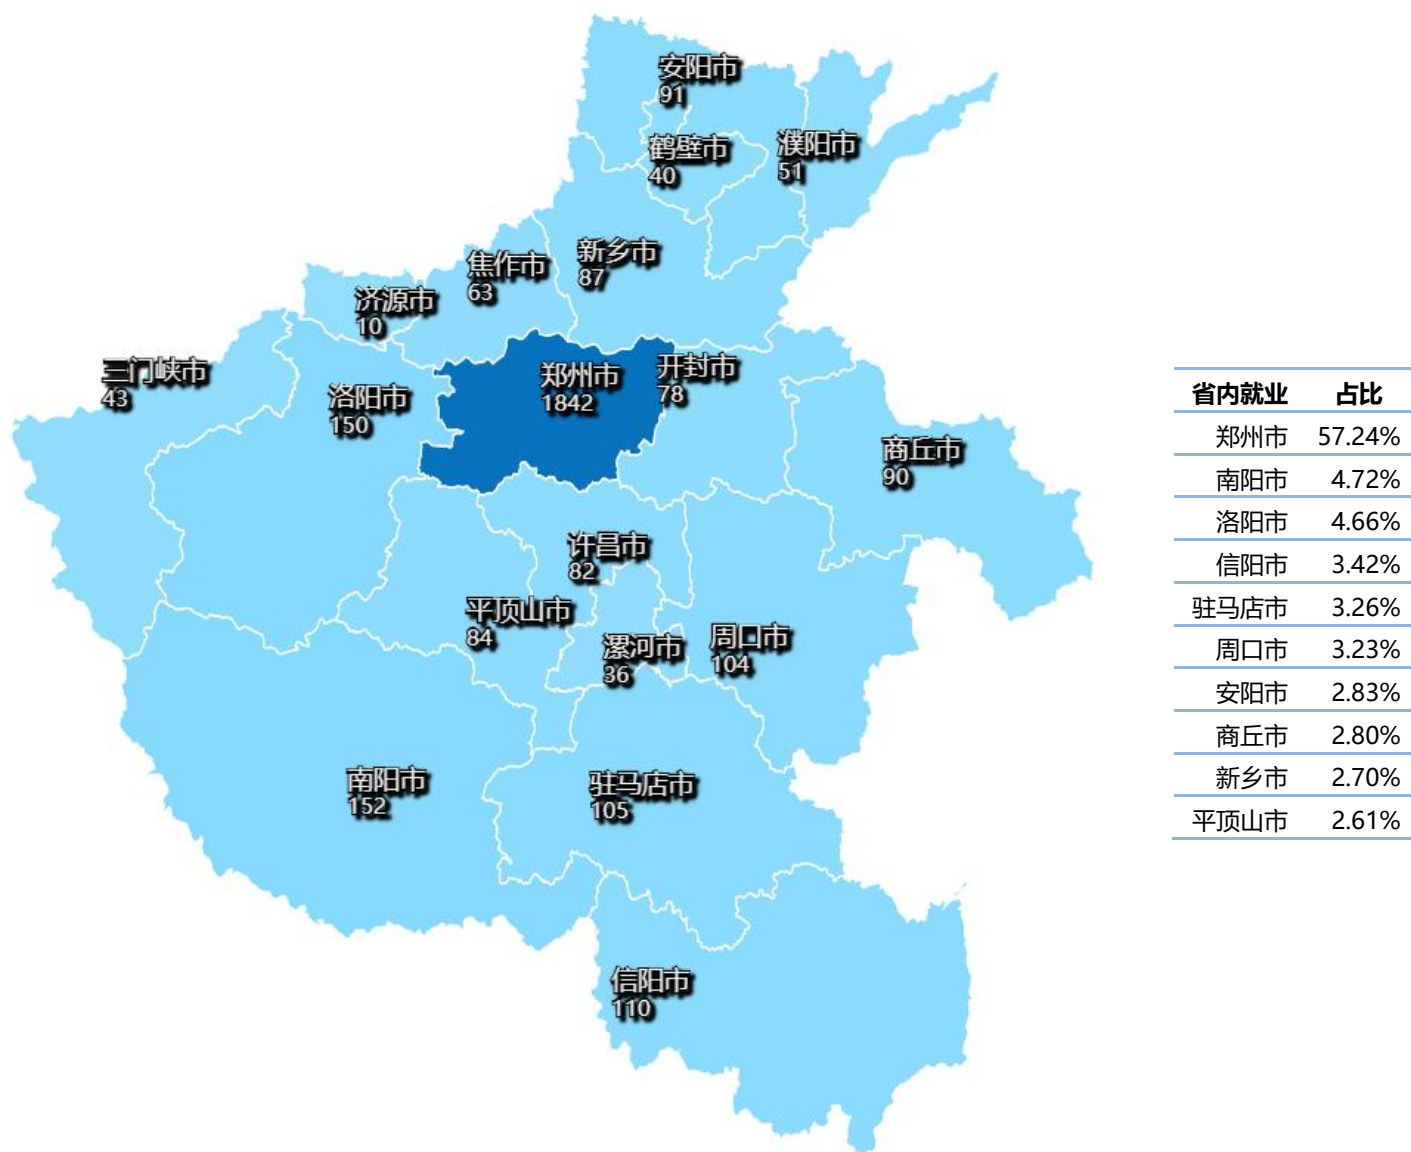 安阳市
91
鹤壁市
40
濮阳市
51
新乡市
87
焦作市
63
济源市
10
三门峡市
43
洛阳市
150
郑州市
1842
开封市
78
商丘市
90
许昌市
82
平顶山市
84
漯河市
36
周口市
104
南阳市
152
驻马店市
105
信阳市
110
省内就业 占比
郑州市 57.24%
南阳市 4.72%
洛阳市 4.66%
信阳市 3.42%
驻马店市 3.26%
周口市 3.23%
安阳市 2.83%
商丘市 2.80%
新乡市 2.70%
平顶山市 2.61%